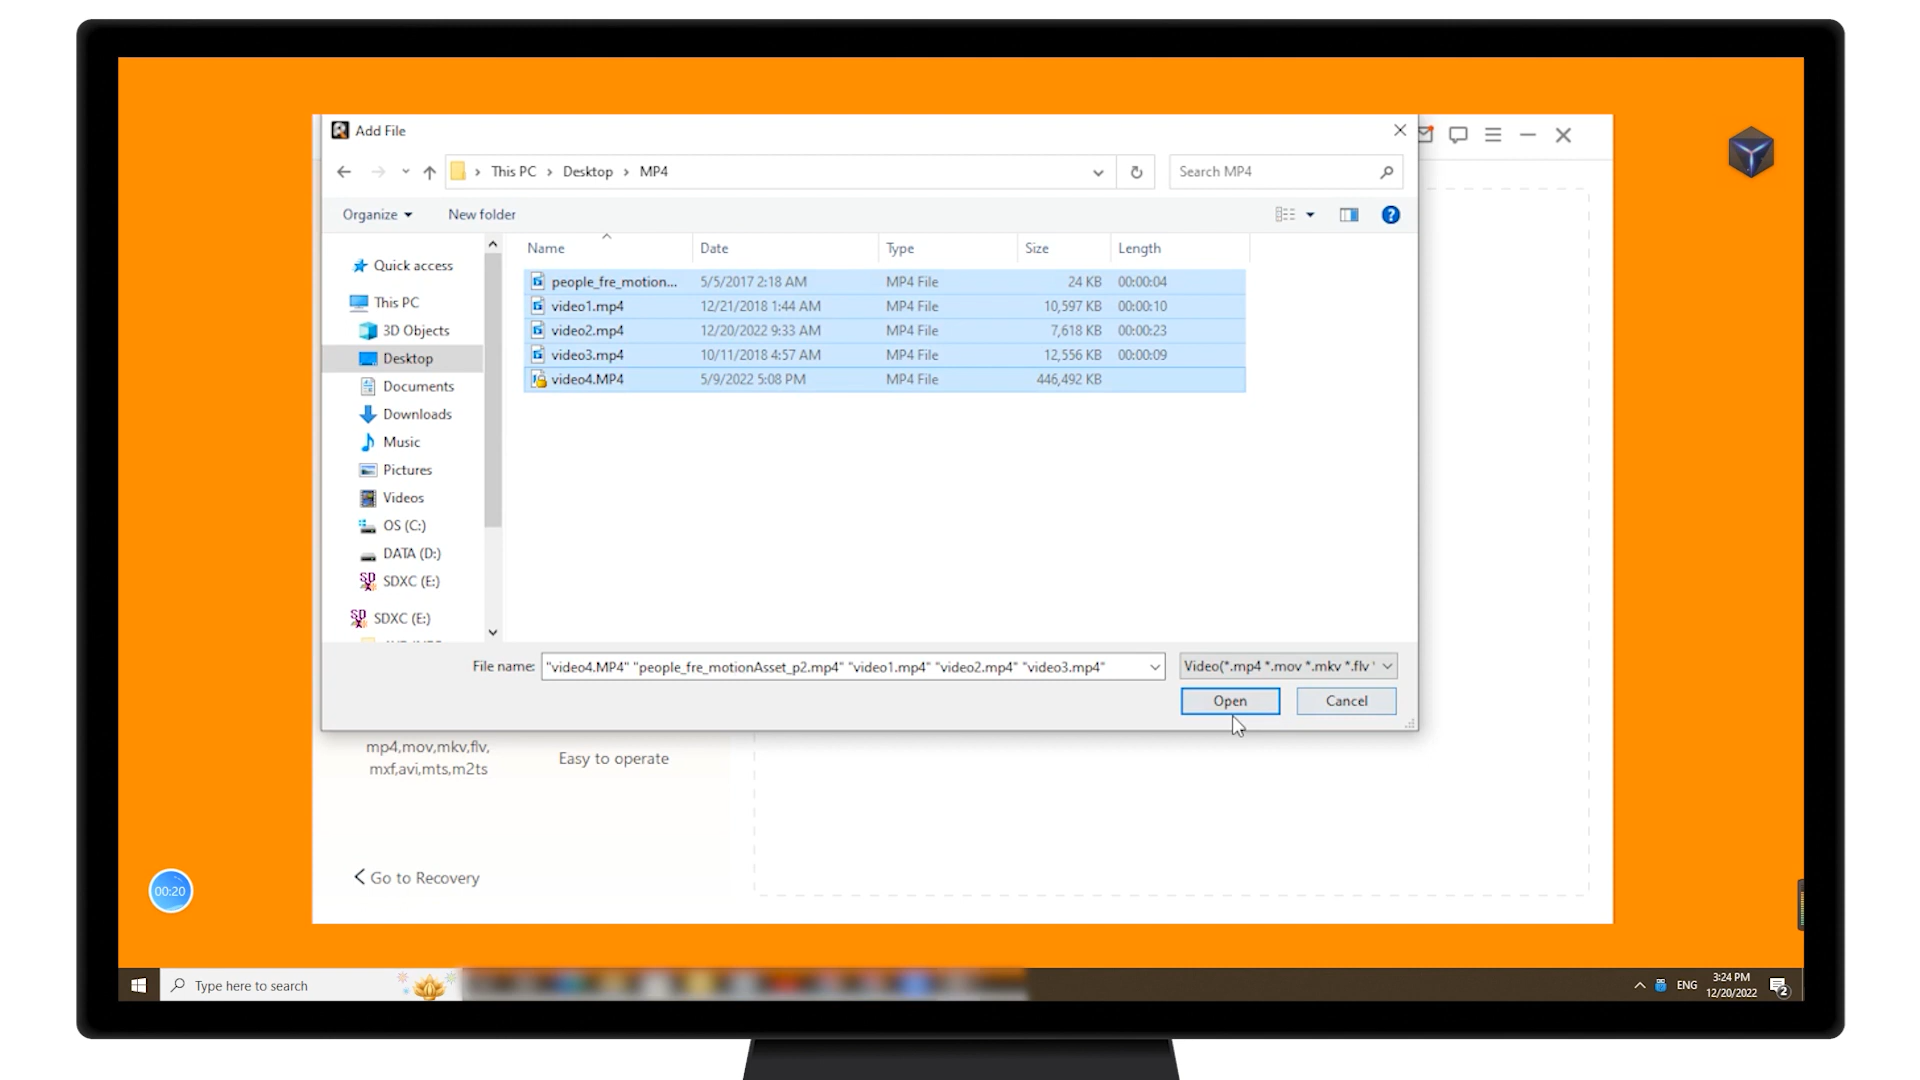 Add File
This PC > Desktop > MP4
Search MP4
Organize
New folder
Name Date Type Size Length
people_fre_motion... 5/5/2017 2:18 AM MP4 File 24 KB 00:00:04
video1.mp4 12/21/2018 1:44 AM MP4 File 10,597 KB 00:00:10
video2.mp4 12/20/2022 9:33 AM MP4 File 7,618 KB 00:00:23
video3.mp4 10/11/2018 4:57 AM MP4 File 12,556 KB 00:00:09
video4.MP4 5/9/2022 5:08 PM MP4 File 446,492 KB
Quick access
This PC
3D Objects
Desktop
Documents
Downloads
Music
Pictures
Videos
OS (C:)
DATA (D:)
SDXC (E:)
SDXC (E:)
File name: "video4.MP4" "people_fre_motionAsset_p2.mp4" "video1.mp4" "video2.mp4" "video3.mp4"
Video(*.mp4 *.mov *.mkv *.flv
Open
Cancel
mp4,mov,mkv,flv,
mxf,avi,mts,m2ts
Easy to operate
Go to Recovery
00:20
Type here to search
ENG
3:24 PM
12/20/2022
2